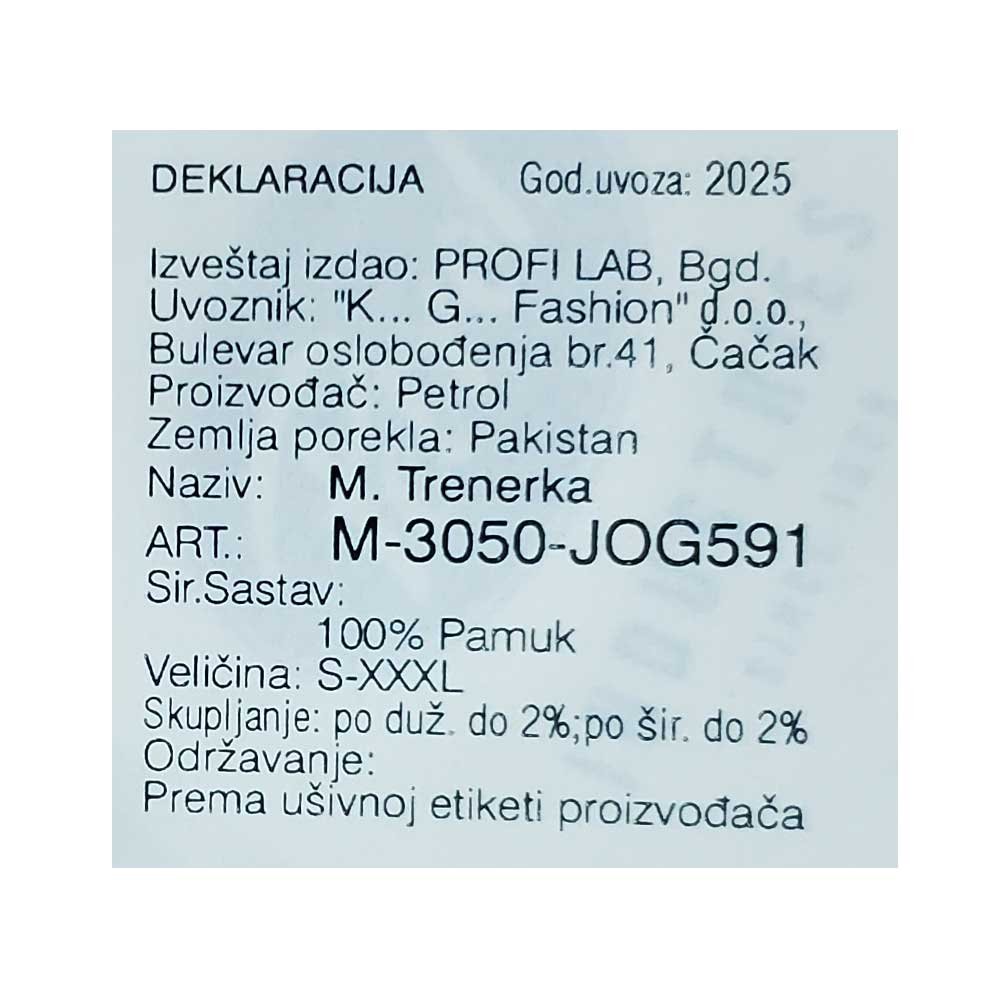 DEKLARACIJA God.uvoza: 2025
Izveštaj izdao: PROFI LAB, Bgd.
Uvoznik: "K... G... Fashion" d.o.o.,
Bulevar oslobođenja br.41, Čačak
Proizvođač: Petrol
Zemlja porekla: Pakistan
Naziv: M. Trenerka
ART.: M-3050-JOG591
Sir.Sastav:
100% Pamuk
Veličina: S-XXXL
Skupljanje: po duž. do 2%;po šir. do 2%
Održavanje:
Prema ušivnoj etiketi proizvođača